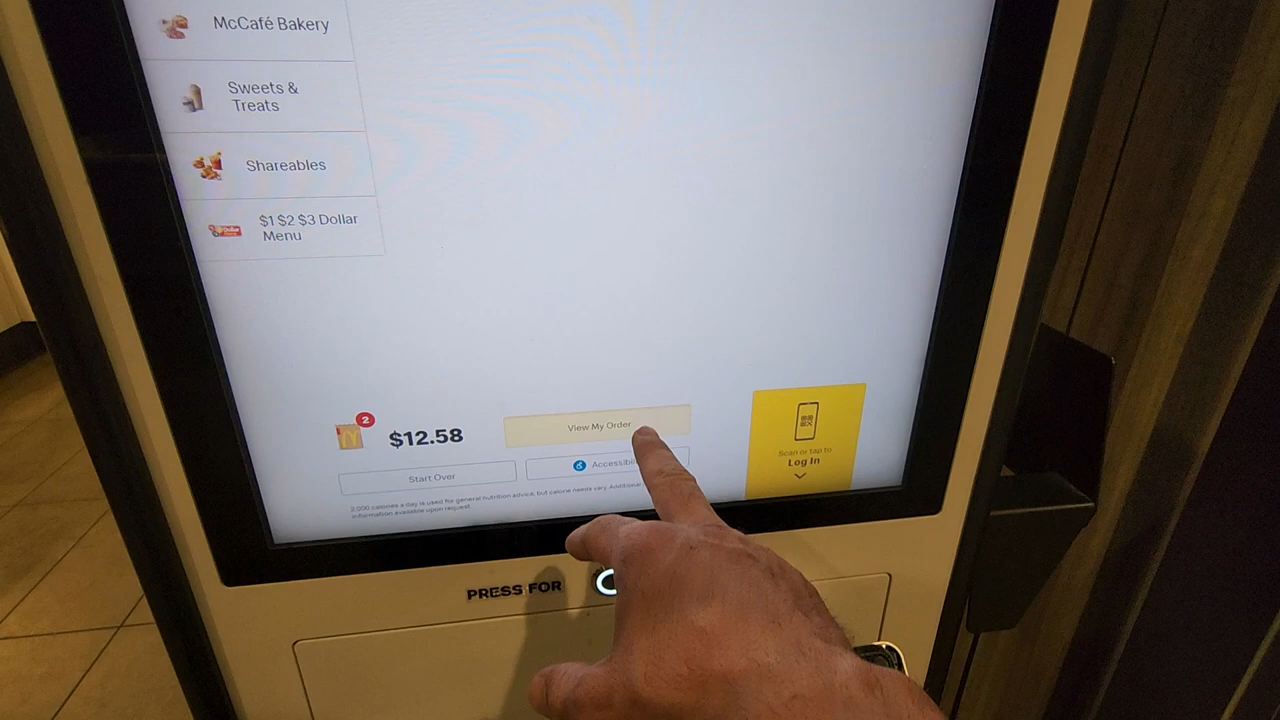 McCafé Bakery
Sweets &
Treats
Shareables
$1 $2 $3 Dollar
Menu
2
$12.58
View My Order
Scan or tap to
Log In
Start Over
2,000 calories a day is used for general nutrition advice, but calorie needs vary. Additional
information available upon request.
PRESS FOR